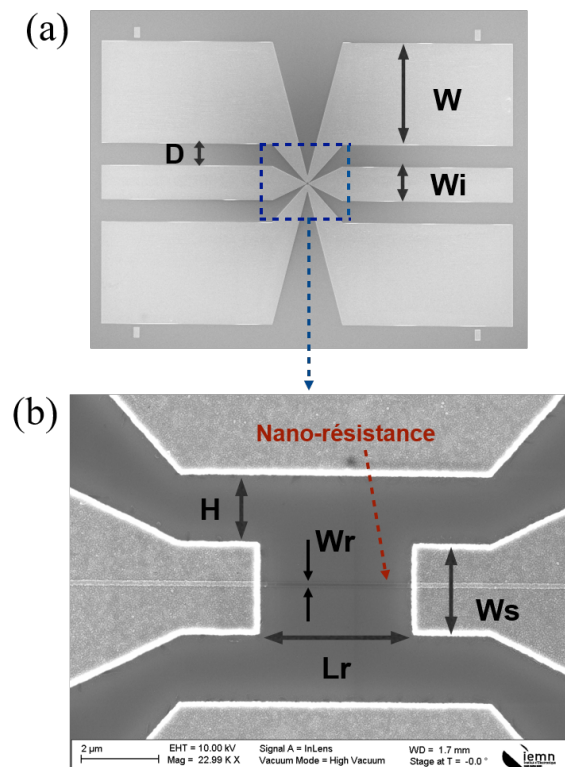 (a)
W
D
Wi
(b)
Nano-résistance
H
Wr
Ws
Lr
2 µm
EHT = 10.00 kV
Signal A = InLens
WD = 1.7 mm
Mag = 22.99 K X
Vacuum Mode = High Vacuum
Stage at T = -0.0 °
iemn